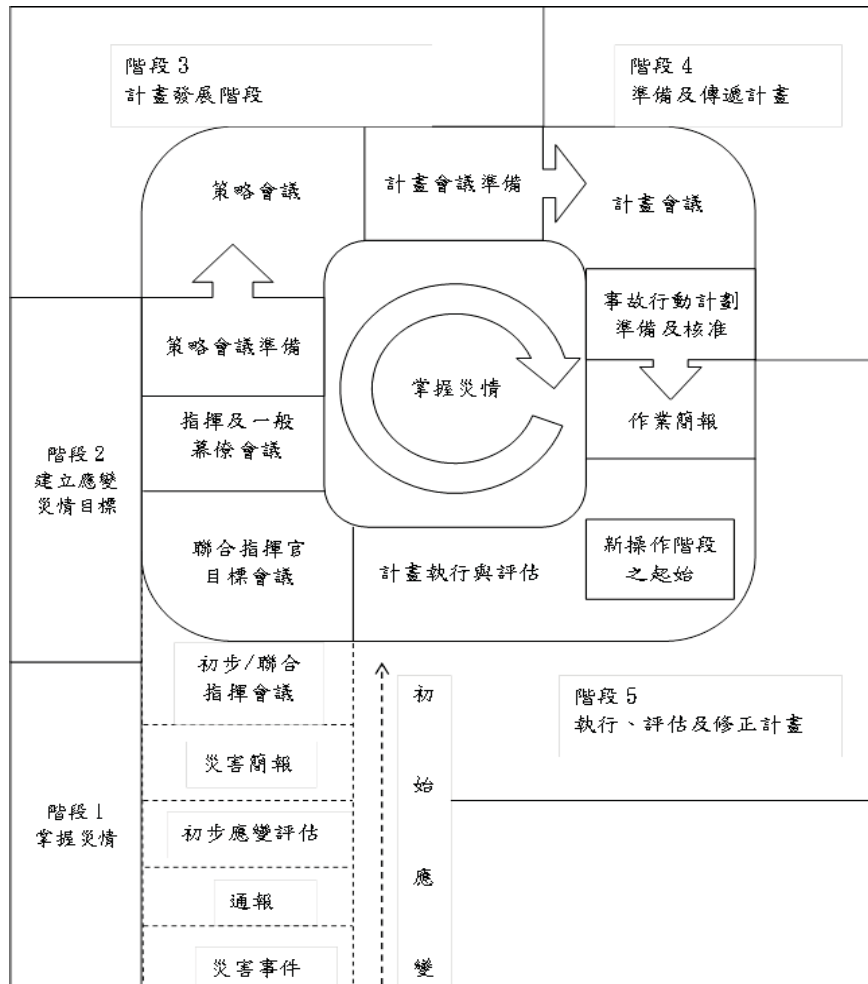 階段 3
計畫發展階段
階段 4
準備及傳遞計畫
策略會議
計畫會議準備
計畫會議
策略會議準備
事故行動計劃
準備及核准
掌握災情
指揮及一般
幕僚會議
作業簡報
階段 2
建立應變
災情目標
聯合指揮官
目標會議
計畫執行與評估
新操作階段
之起始
初步/聯合
指揮會議
災害簡報
初步應變評估
通報
災害事件
初
始
應
變
階段 5
執行、評估及修正計畫
階段 1
掌握災情